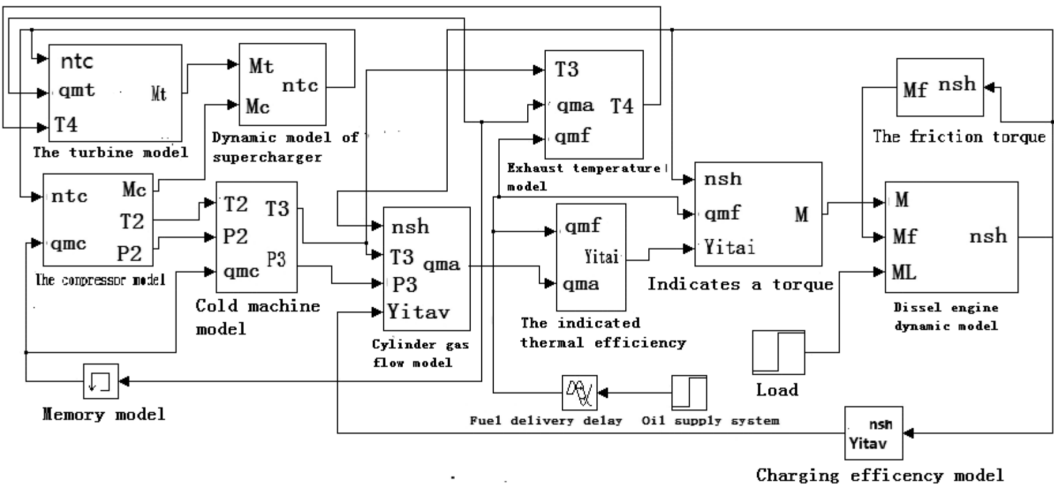 ntc
qmt
Mt
T4
The turbine model
Mt
ntc
Mc
Dynamic model of
supercharger
T3
qma
T4
qmf
Exhaust temperature
model
Mf
nsh
The friction torque
ntc
Mc
T2
qmc
P2
The conpressor model
T2
T3
P2
P3
qmc
Cold machine
model
nsh
T3
qma
P3
Yitav
Cylinder gas
flow model
qmf
Yitai
qma
The indicated
thermal efficiency
nsh
qmf
M
Yitai
Indicates a torque
M
Mf
nsh
ML
Dissel engine
dynamic model
Load
Memory model
Fuel delivery delay
Oil supply system
nsh
Yitav
Charging efficency model